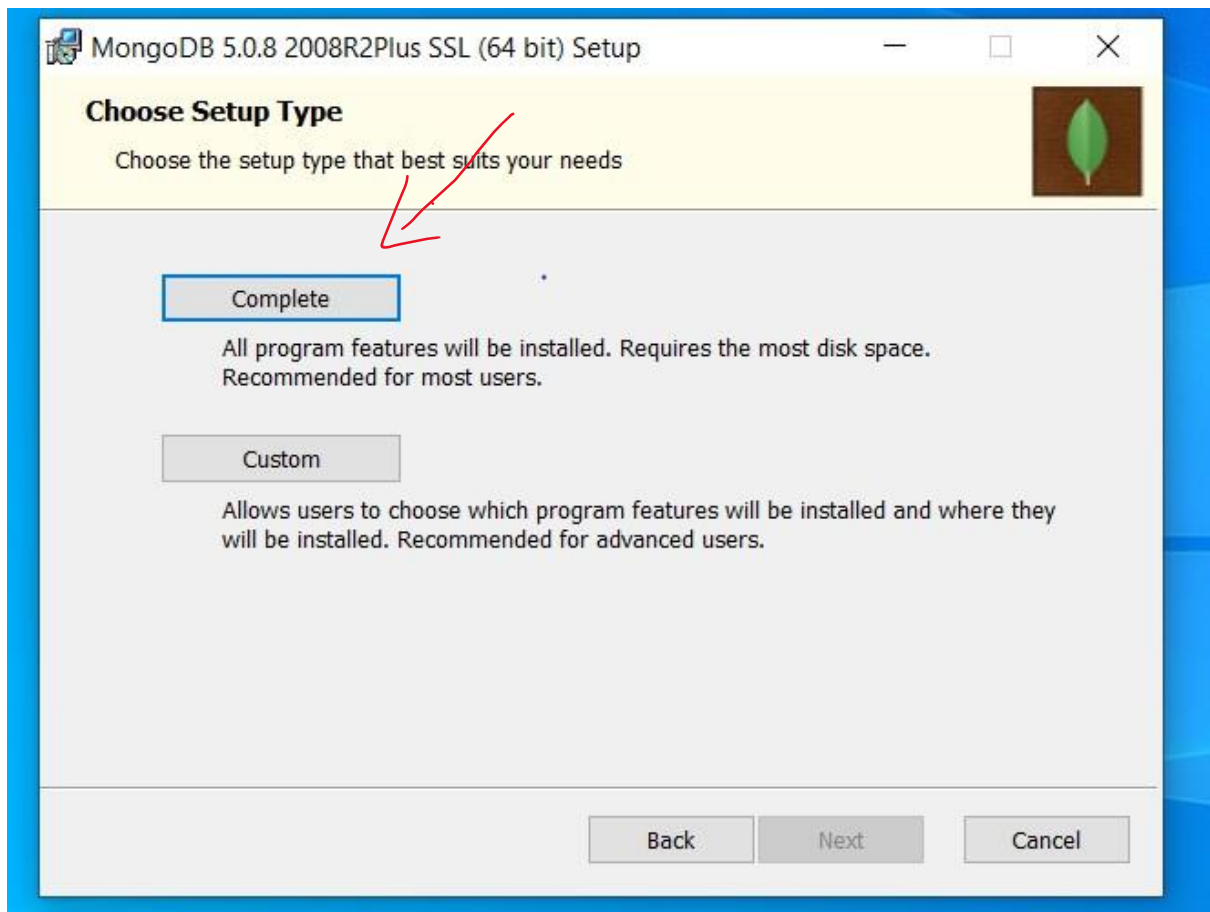 MongoDB 5.0.8 2008R2Plus SSL (64 bit) Setup
Choose Setup Type
Choose the setup type that best suits your needs
Complete
All program features will be installed. Requires the most disk space.
Recommended for most users.
Custom
Allows users to choose which program features will be installed and where they
will be installed. Recommended for advanced users.
Back Next Cancel